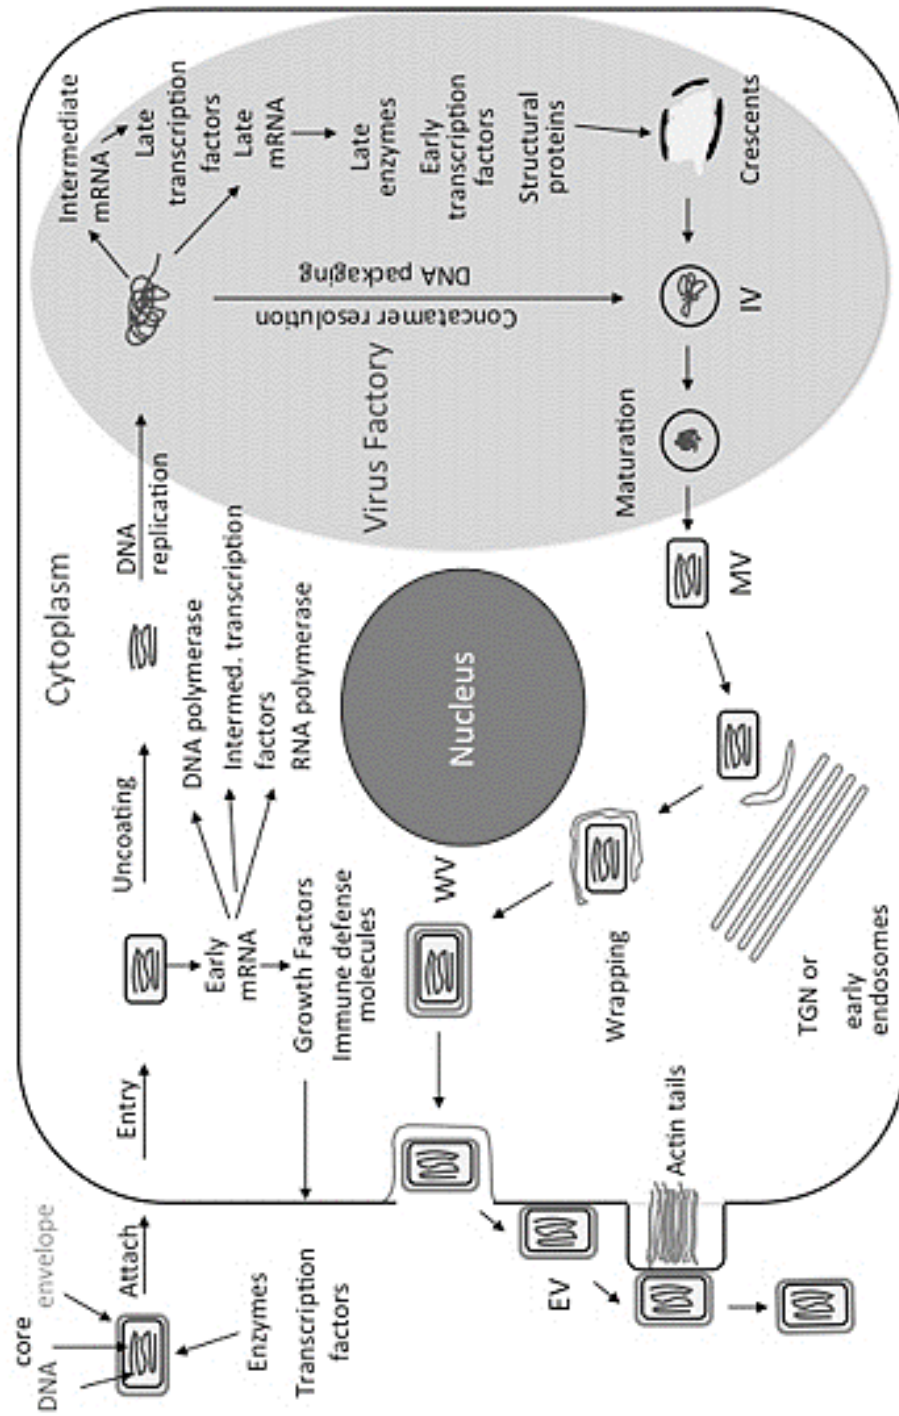 DNA
core
envelope
Attach
Enzymes
Transcription
factors
Entry
Uncoating
Cytoplasm
DNA
replication
Early
mRNA
DNA polymerase
Intermed. transcription
factors
RNA polymerase
Growth Factors
Immune defense
molecules
Intermediate
mRNA
Late
transcription
factors
Late
mRNA
Late
enzymes
Early
transcription
factors
Structural
proteins
Crescents
DNA packaging
Concatamer resolution
Virus Factory
IV
Maturation
MV
Nucleus
WV
Wrapping
TGN or
early
endosomes
Actin tails
EV